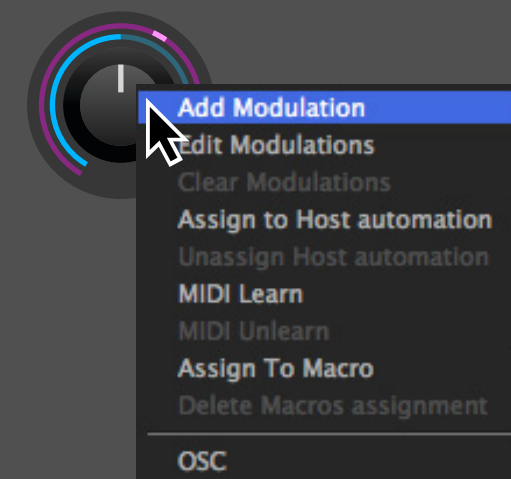 Add Modulation
Edit Modulations
Clear Modulations
Assign to Host automation
Unassign Host automation
MIDI Learn
MIDI Unlearn
Assign To Macro
Delete Macros assignment
OSC